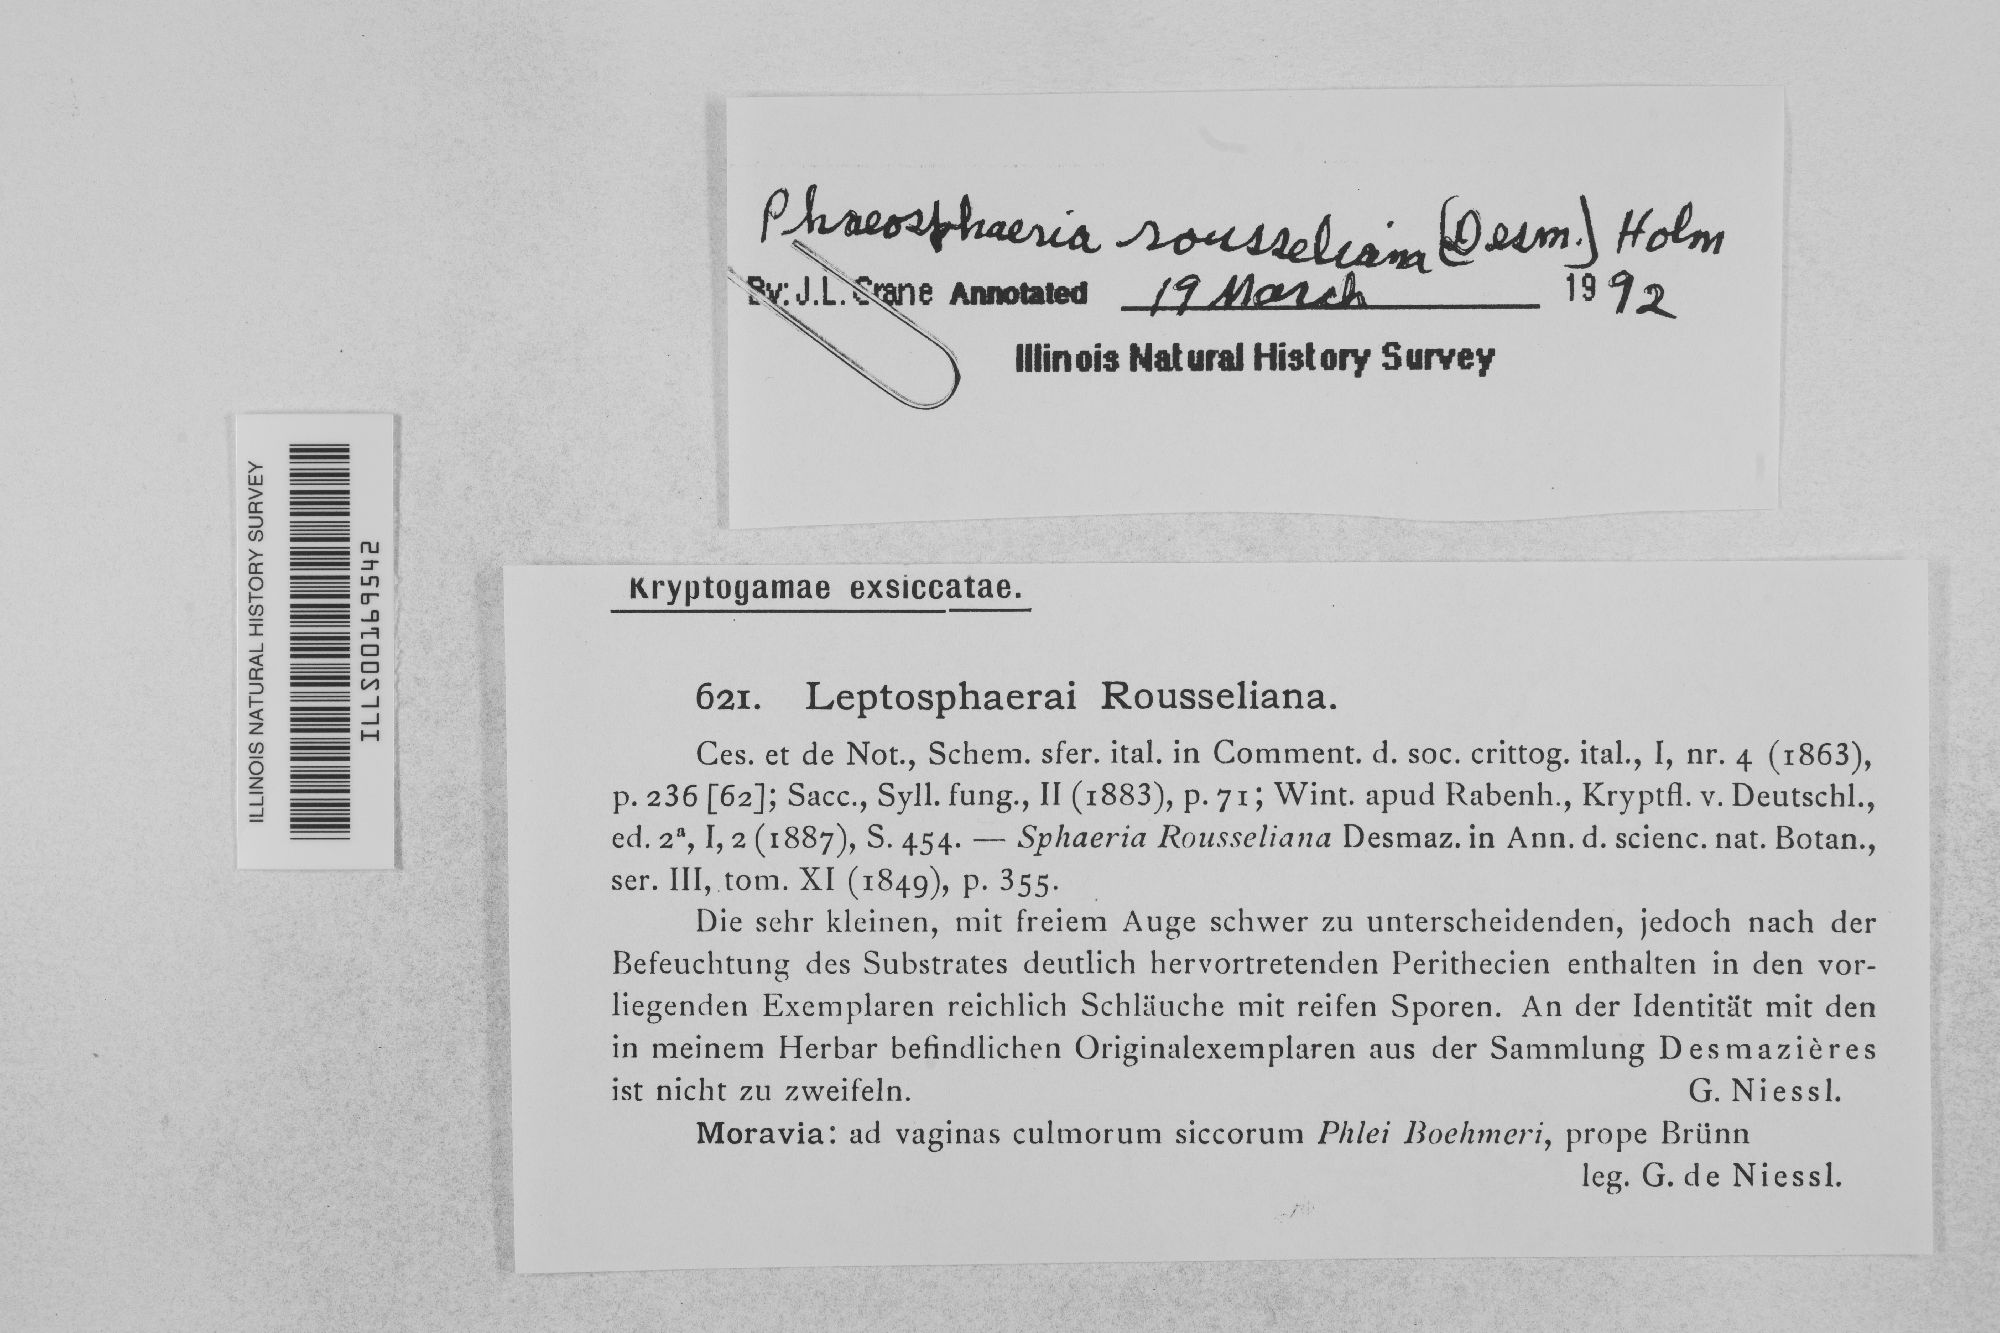 Phaeosphaeria rousseliana (Desm.) Holm
By: J.L. Crane Annotated 19 March 1992
Illinois Natural History Survey
ILLINOIS NATURAL HISTORY SURVEY
ILLS00169542
Kryptogamae exsiccatae.
621. Leptosphaerai Rousseliana.
Ces. et de Not., Schem. sfer. ital. in Comment. d. soc. crittog. ital., I, nr. 4 (1863),
p. 236 [62]; Sacc., Syll. fung., II (1883), p. 71; Wint. apud Rabenh., Kryptfl. v. Deutschl.,
ed. 2ª, I, 2 (1887), S. 454. — Sphaeria Rousseliana Desmaz. in Ann. d. scienc. nat. Botan.,
ser. III, tom. XI (1849), p. 355.
Die sehr kleinen, mit freiem Auge schwer zu unterscheidenden, jedoch nach der
Befeuchtung des Substrates deutlich hervortretenden Perithecien enthalten in den vor-
liegenden Exemplaren reichlich Schläuche mit reifen Sporen. An der Identität mit den
in meinem Herbar befindlichen Originalexemplaren aus der Sammlung Desmazières
ist nicht zu zweifeln. G. Niessl.
Moravia: ad vaginas culmorum siccorum Phlei Boehmeri, prope Brünn
leg. G. de Niessl.